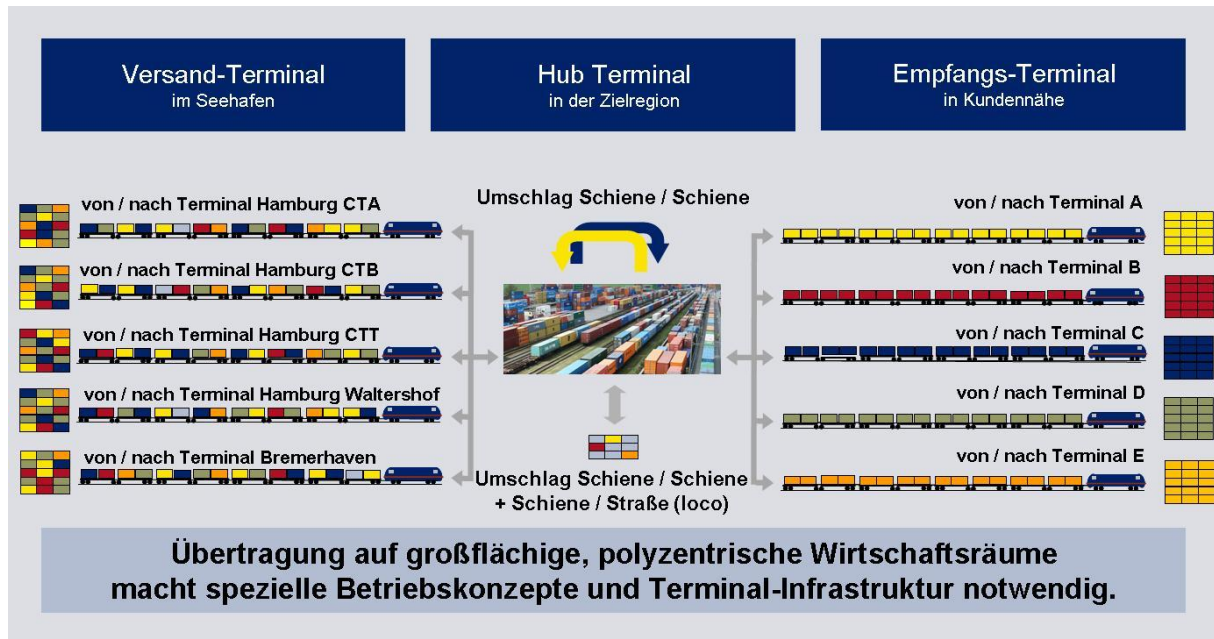 Versand-Terminal
im Seehafen
Hub Terminal
in der Zielregion
Empfangs-Terminal
in Kundennähe
von / nach Terminal Hamburg CTA
von / nach Terminal Hamburg CTB
von / nach Terminal Hamburg CTT
von / nach Terminal Hamburg Waltershof
von / nach Terminal Bremerhaven
Umschlag Schiene / Schiene
Umschlag Schiene / Schiene
+ Schiene / Straße (loco)
von / nach Terminal A
von / nach Terminal B
von / nach Terminal C
von / nach Terminal D
von / nach Terminal E
Übertragung auf großflächige, polyzentrische Wirtschaftsräume
macht spezielle Betriebskonzepte und Terminal-Infrastruktur notwendig.